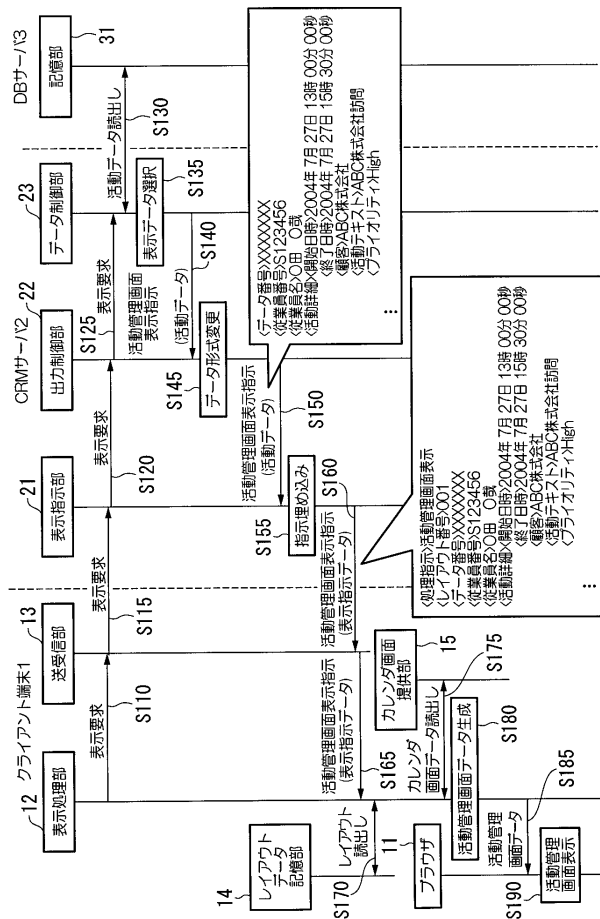 クライアント端末1
CRMサーバ2
DBサーバ3
12
表示処理部
13
送受信部
21
表示指示部
22
出力制御部
23
データ制御部
31
記憶部
表示要求
S110
表示要求
S115
表示要求
S120
表示要求
S125
活動データ読出し
S130
表示データ選択
S135
活動管理画面
表示指示
(活動データ)
S140
データ形式変更
S145
活動管理画面表示指示
(活動データ)
S150
<データ番号>XXXXXXX
<従業員番号>S123456
<従業員名>〇田 〇哉
<活動詳細><開始日時>2004年 7月 27日 13時 00分 00秒
<終了日時>2004年 7月 27日 15時 30分 00秒
<顧客>ABC株式会社
<活動テキスト>ABC株式会社訪問
<プライオリティ>High
⋮
指示埋め込み
S155
活動管理画面表示指示
(表示指示データ)
S160
<処理指示>活動管理画面表示
<レイアウト番号>001
<データ番号>XXXXXXX
<従業員番号>S123456
<従業員名>〇田 〇哉
<活動詳細><開始日時>2004年 7月 27日 13時 00分 00秒
<終了日時>2004年 7月 27日 15時 30分 00秒
<顧客>ABC株式会社
<活動テキスト>ABC株式会社訪問
<プライオリティ>High
⋮
活動管理画面表示指示
(表示指示データ)
S165
14
レイアウト
データ
記憶部
レイアウト
読出し
S170
15
カレンダ画面
提供部
カレンダ
画面データ読出し
S175
活動管理画面データ生成
S180
11
ブラウザ
活動管理
画面データ
S185
活動管理
画面表示
S190